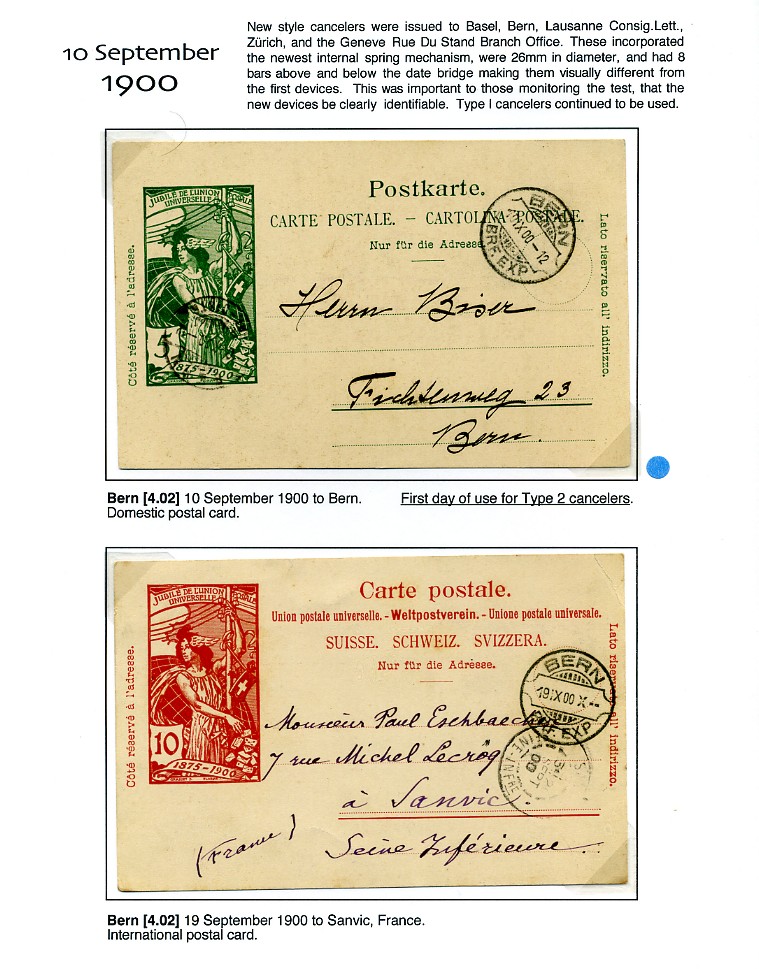 10 September
1900
New style cancelers were issued to Basel, Bern, Lausanne Consig.Lett.,
Zürich, and the Geneve Rue Du Stand Branch Office. These incorporated
the newest internal spring mechanism, were 26mm in diameter, and had 8
bars above and below the date bridge making them visually different from
the first devices. This was important to those monitoring the test, that the
new devices be clearly identifiable. Type I cancelers continued to be used.
JUBILÉ DE L'UNION
UNIVERSELLE POSTALE
5
1875-1900
Côté réservé à l'adresse.
Postkarte.
CARTE POSTALE. – CARTOLINA POSTALE.
Nur für die Adresse
BERN
IX 00 – 12
BRF. EXP
Lato riservato all' indirizzo.
Herrn Biser
Fichtenweg 23
Bern.
Bern [4.02] 10 September 1900 to Bern.
First day of use for Type 2 cancelers.
Domestic postal card.
JUBILÉ DE L'UNION
UNIVERSELLE POSTALE
10
1875-1900
Côté réservé à l'adresse.
Carte postale.
Union postale universelle. - Weltpostverein. - Unione postale universale.
SUISSE. SCHWEIZ. SVIZZERA.
Nur für die Adresse.
BERN
19 IX 00 X --
BRF. EXP
Lato riservato all' indirizzo.
Monsieur Paul Eschbacher
7 rue Michel Lecroq
à Sanvic
Seine Inférieure.
(France)
Bern [4.02] 19 September 1900 to Sanvic, France.
International postal card.